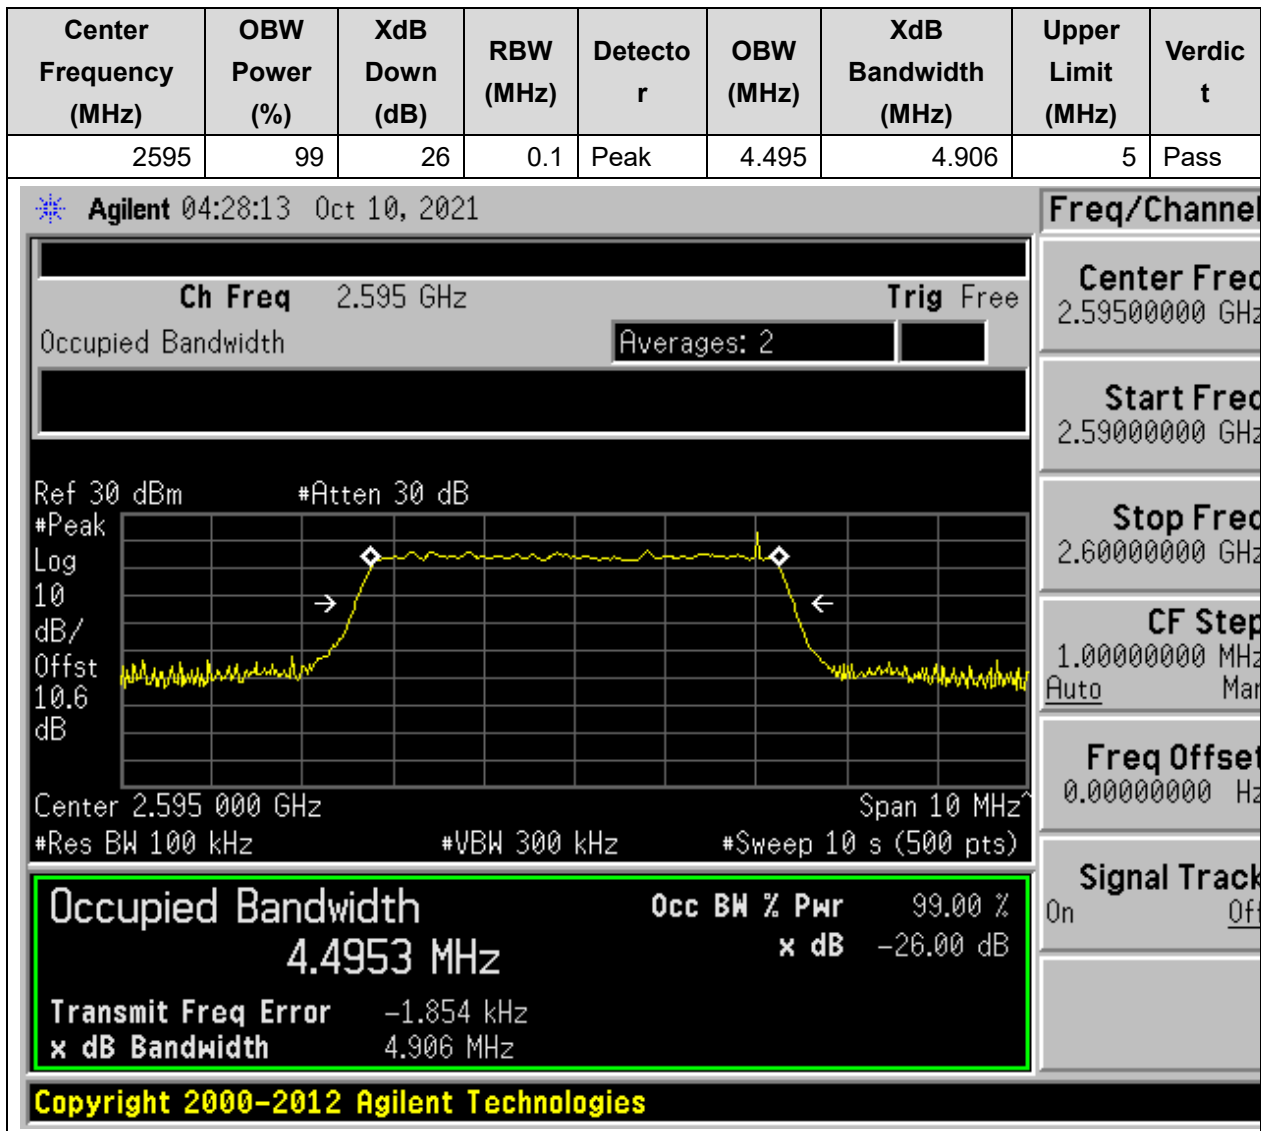 Center Frequency (MHz) OBW Power (%) XdB Down (dB) RBW (MHz) Detector OBW (MHz) XdB Bandwidth (MHz) Upper Limit (MHz) Verdict
2595 99 26 0.1 Peak 4.495 4.906 5 Pass
Agilent 04:28:13 Oct 10, 2021
Freq/Channel
Ch Freq 2.595 GHz Trig Free
Occupied Bandwidth Averages: 2
Center Freq
2.59500000 GHz
Start Freq
2.59000000 GHz
Stop Freq
2.60000000 GHz
CF Step
1.00000000 MHz
Auto Man
Freq Offset
0.00000000 Hz
Signal Track
On Off
Ref 30 dBm #Atten 30 dB
#Peak
Log
10
dB/
Offst
10.6
dB
Center 2.595 000 GHz Span 10 MHz^
#Res BW 100 kHz #VBW 300 kHz #Sweep 10 s (500 pts)
Occupied Bandwidth
4.4953 MHz
Occ BW % Pwr 99.00 %
x dB -26.00 dB
Transmit Freq Error -1.854 kHz
x dB Bandwidth 4.906 MHz
Copyright 2000-2012 Agilent Technologies